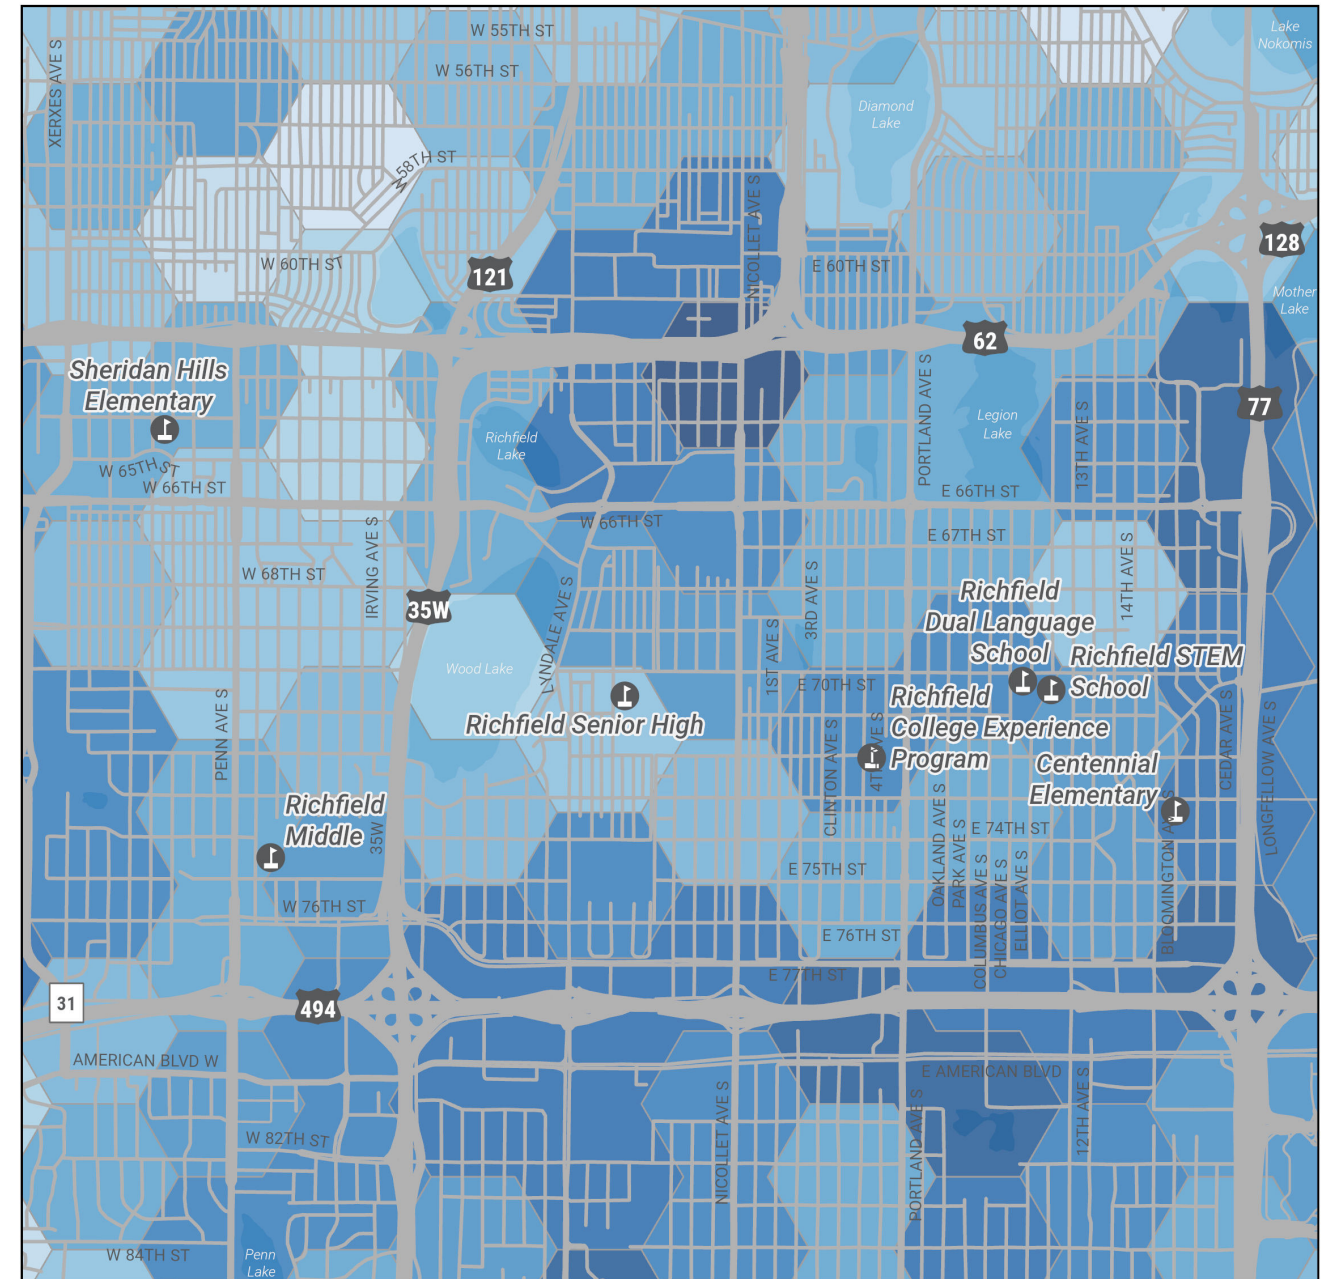 W 55TH ST
Lake
Nokomis
XERXES AVE S
W 56TH ST
Diamond
Lake
W 58TH ST
NICOLLET AVE S
128
W 60TH ST
121
E 60TH ST
Mother
Lake
62
Sheridan Hills
Elementary
PORTLAND AVE S
77
13TH AVE S
Legion
Lake
Richfield
Lake
W 65TH ST
W 66TH ST
E 66TH ST
W 66TH ST
IRVING AVE S
E 67TH ST
14TH AVE S
W 68TH ST
3RD AVE S
35W
LYNDALE AVE S
Richfield
Dual Language
School
1ST AVE S
Wood Lake
Richfield STEM
School
E 70TH ST
PENN AVE S
Richfield Senior High
Richfield
College Experience
Program
CEDAR AVE S
LONGFELLOW AVE S
CLINTON AVE S
Centennial
Elementary
Richfield
Middle
35W
OAKLAND AVE S
PARK AVE S
E 74TH ST
E 75TH ST
COLUMBUS AVE S
CHICAGO AVE S
ELLIOT AVE S
W 76TH ST
E 76TH ST
E 77TH ST
31
494
AMERICAN BLVD W
E AMERICAN BLVD
NICOLLET AVE S
PORTLAND AVE S
12TH AVE S
W 82TH ST
W 84TH ST
Penn
Lake